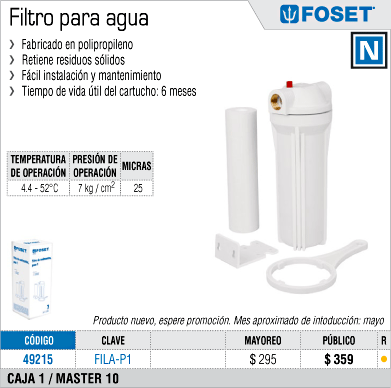 Filtro para agua
FOSET®
N
❯ Fabricado en polipropileno
❯ Retiene residuos sólidos
❯ Fácil instalación y mantenimiento
❯ Tiempo de vida útil del cartucho: 6 meses
TEMPERATURA DE OPERACIÓN PRESIÓN DE OPERACIÓN MICRAS
4.4 - 52°C 7 kg / cm² 25
FOSET
Producto nuevo, espere promoción. Mes aproximado de intoducción: mayo
CÓDIGO CLAVE MAYOREO PÚBLICO R
49215 FILA-P1 $ 295 $ 359
CAJA 1 / MASTER 10